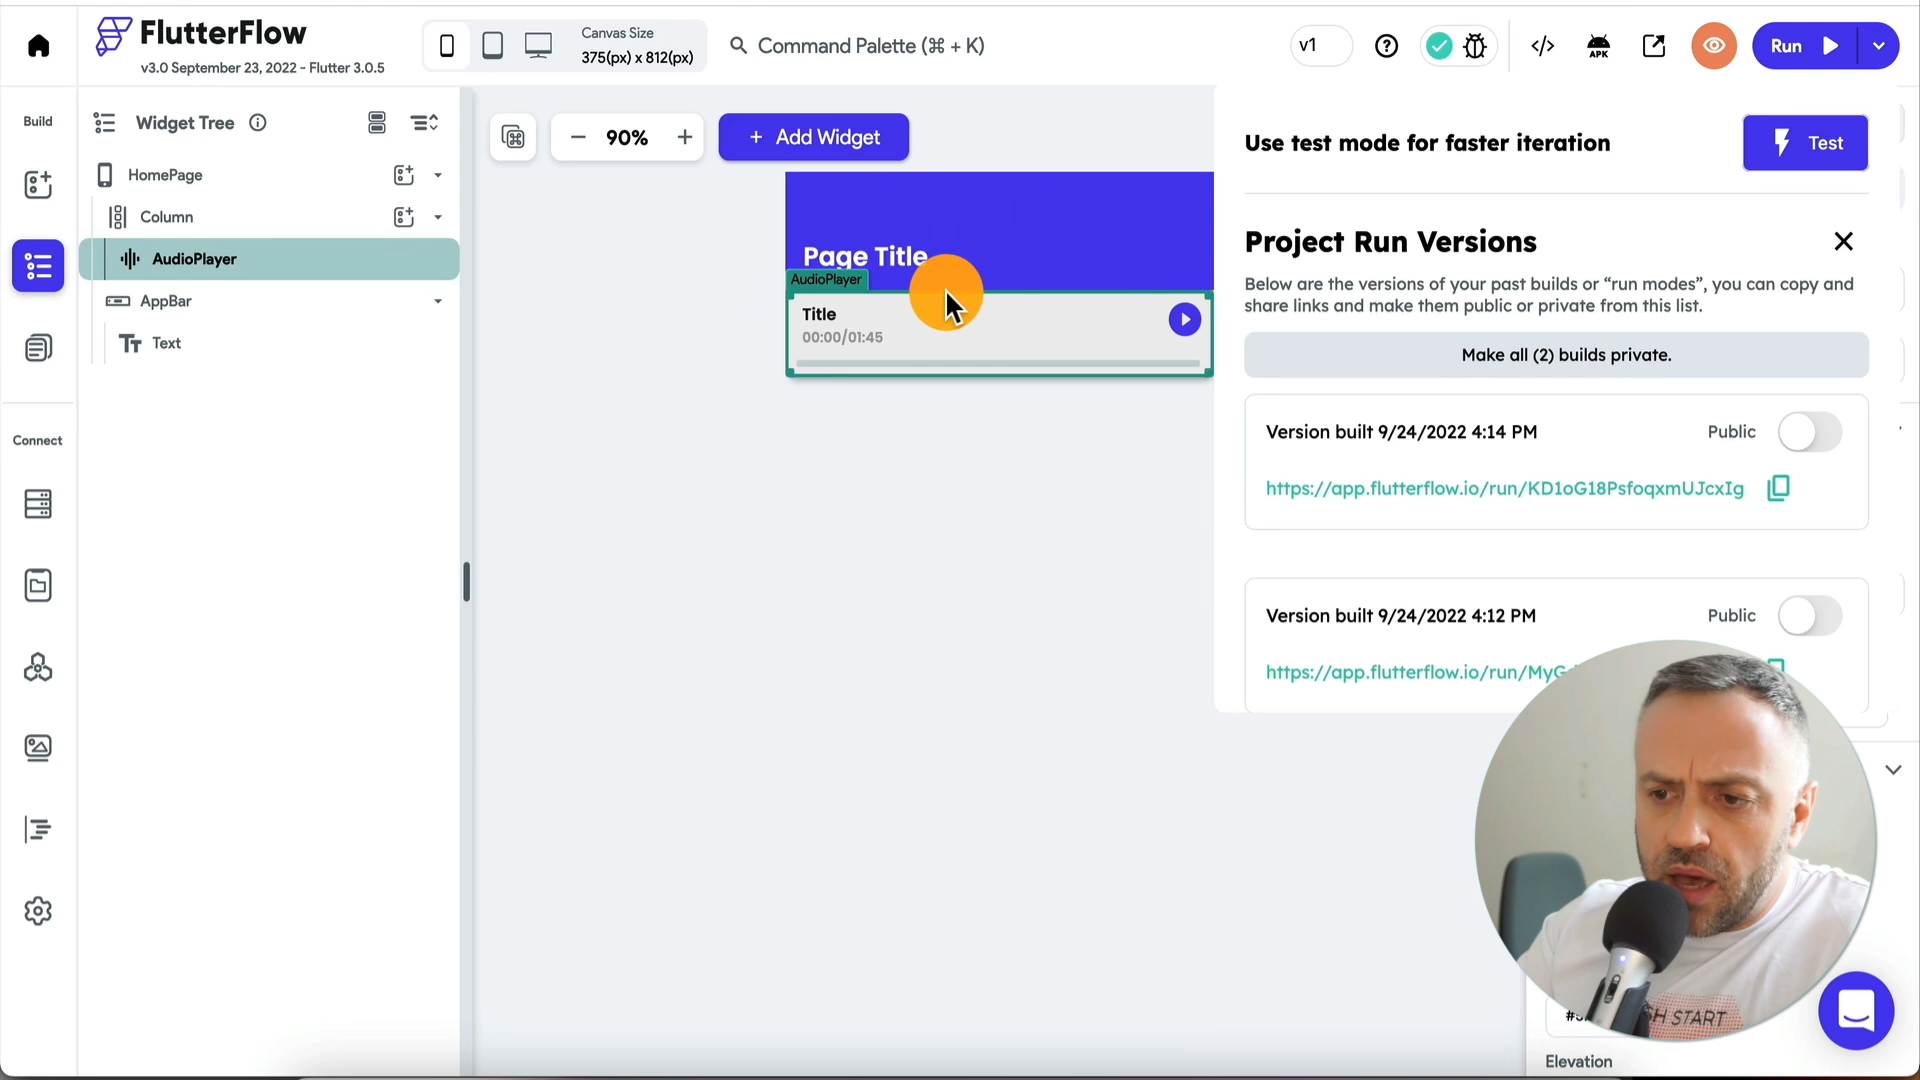 FlutterFlow
v3.0 September 23, 2022 - Flutter 3.0.5
Canvas Size
375(px) x 812(px)
Command Palette (⌘ + K)
v1
APK
Run
Build
Widget Tree
HomePage
Column
AudioPlayer
AppBar
Text
Connect
90%
+ Add Widget
Page Title
AudioPlayer
Title
00:00/01:45
Use test mode for faster iteration
Test
Project Run Versions
Below are the versions of your past builds or “run modes”, you can copy and
share links and make them public or private from this list.
Make all (2) builds private.
Version built 9/24/2022 4:14 PM
Public
https://app.flutterflow.io/run/KD1oG18PsfoqxmUJcxIg
Version built 9/24/2022 4:12 PM
Public
https://app.flutterflow.io/run/MyG
START
Elevation